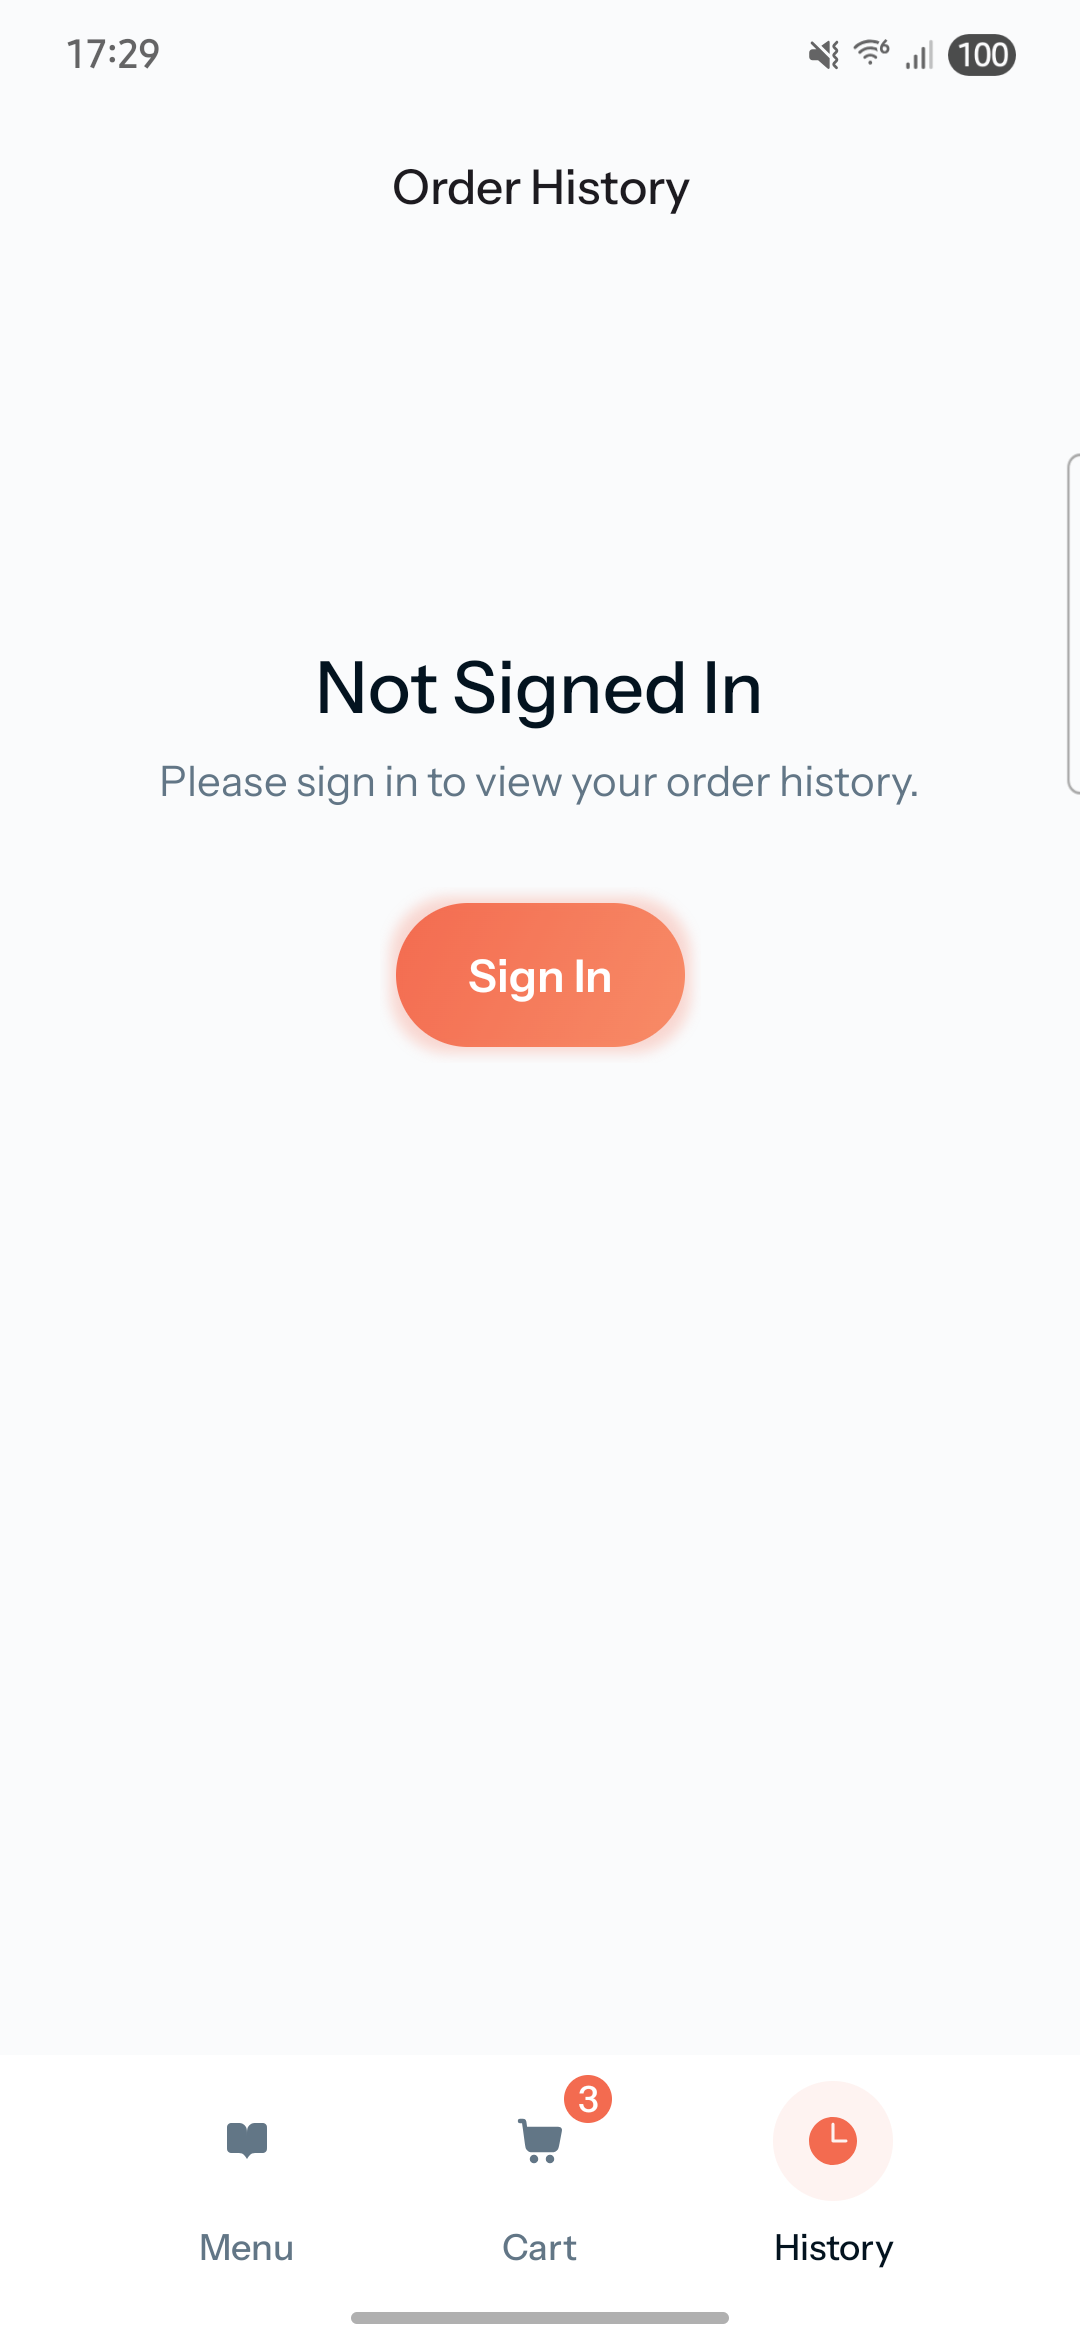 17:29
6
100
Order History
Not Signed In
Please sign in to view your order history.
Sign In
3
Menu
Cart
History